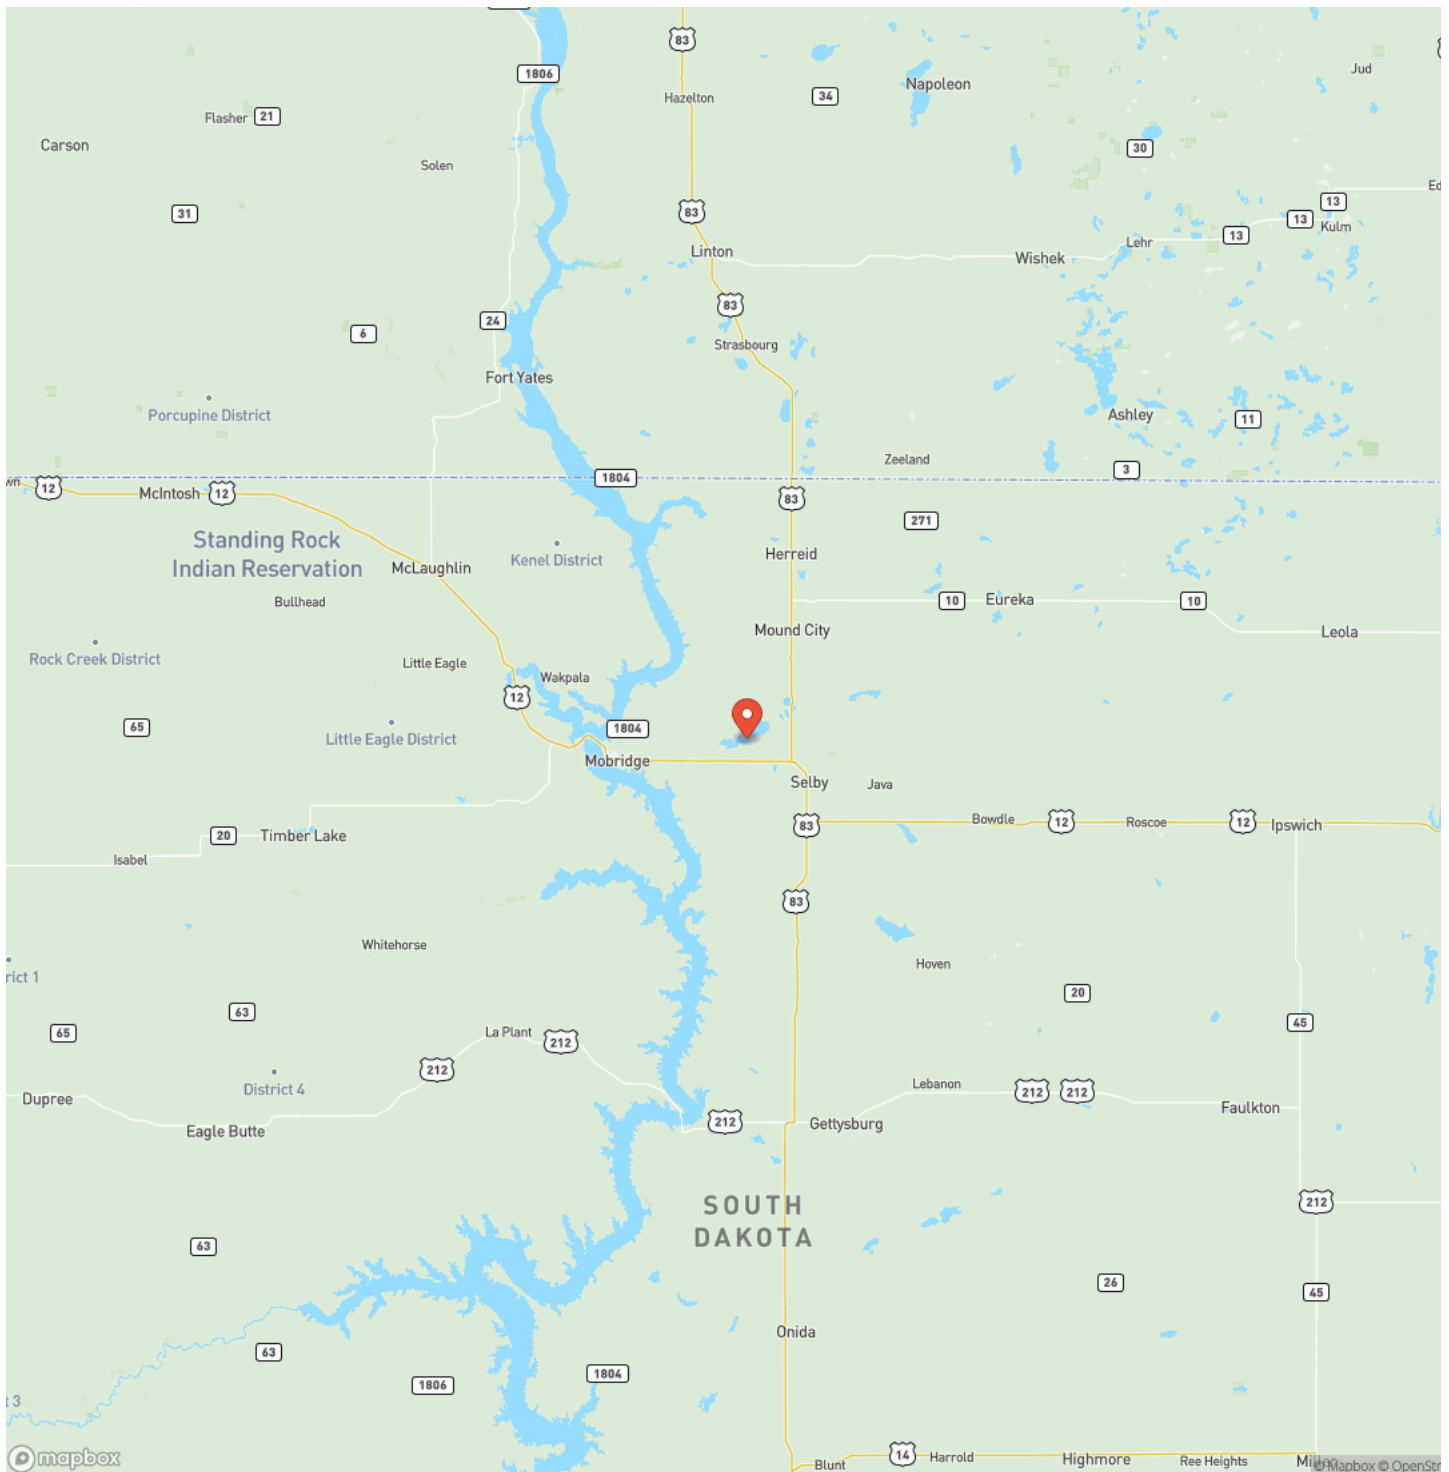 83
1806
Jud
Napoleon
34
Hazelton
Flasher
21
Carson
30
Solen
Ed
13
31
83
13
13
Kulm
Lehr
Linton
Wishek
83
24
6
Strasbourg
Fort Yates
Porcupine District
Ashley
11
Zeeland
3
1804
wn
12
McIntosh
12
83
271
Standing Rock
Indian Reservation
Kenel District
Herreid
McLaughlin
Bullhead
10
Eureka
10
Mound City
Leola
Rock Creek District
Little Eagle
Wakpala
12
65
1804
Little Eagle District
Mobridge
Selby
Java
83
Bowdle
12
Roscoe
12
Ipswich
20
Timber Lake
Isabel
83
Whitehorse
Hoven
rict 1
20
63
65
45
La Plant
212
212
District 4
Lebanon
212
212
Dupree
Faulkton
Eagle Butte
212
Gettysburg
SOUTH
DAKOTA
212
63
26
45
Onida
63
1804
1806
t 3
mapbox
14
Blunt
Harrold
Highmore
Ree Heights
© Mapbox © OpenStr